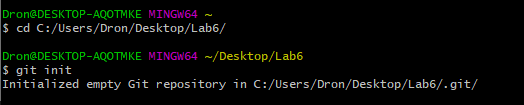 Dron@DESKTOP-AQOTMKE MINGW64 ~
$ cd C:/Users/Dron/Desktop/Lab6/
Dron@DESKTOP-AQOTMKE MINGW64 ~/Desktop/Lab6
$ git init
Initialized empty Git repository in C:/Users/Dron/Desktop/Lab6/.git/